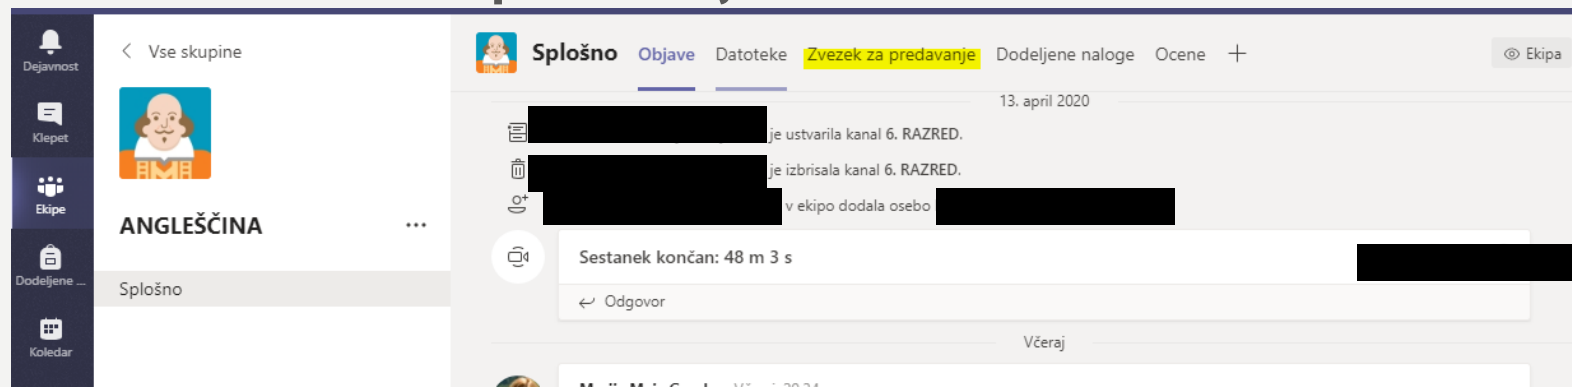 Dejavnost
Klepet
Ekipe
Dodeljene ...
Koledar
Vse skupine
ANGLEŠČINA
Splošno
Splošno Objave Datoteke Zvezek za predavanje Dodeljene naloge Ocene
Ekipa
13. april 2020
je ustvarila kanal 6. RAZRED.
je izbrisala kanal 6. RAZRED.
v ekipo dodala osebo
Sestanek končan: 48 m 3 s
Odgovor
Včeraj